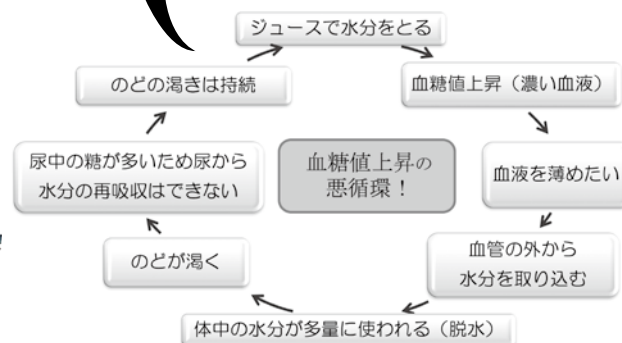 ジュースで水分をとる
血糖値上昇（濃い血液）
血液を薄めたい
血管の外から
水分を取り込む
体中の水分が多量に使われる（脱水）
のどが渇く
尿中の糖が多いため尿から
水分の再吸収はできない
のどの渇きは持続
血糖値上昇の
悪循環！
!